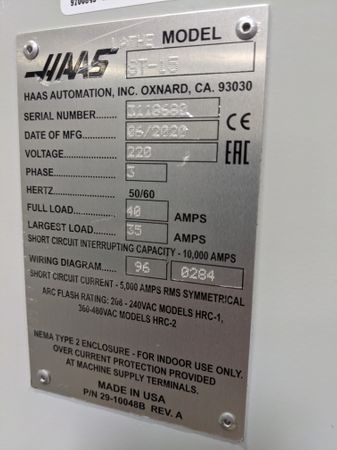 LATHE MODEL
HAAS ST-15
HAAS AUTOMATION, INC. OXNARD, CA. 93030
SERIAL NUMBER 3118680
DATE OF MFG. 06/2020
VOLTAGE 220
PHASE 3
HERTZ 50/60
FULL LOAD 40 AMPS
LARGEST LOAD 35 AMPS
SHORT CIRCUIT INTERRUPTING CAPACITY - 10,000 AMPS
WIRING DIAGRAM 96 0284
SHORT CIRCUIT CURRENT - 5,000 AMPS RMS SYMMETRICAL
ARC FLASH RATING: 208 - 240VAC MODELS HRC-1,
360-480VAC MODELS HRC-2
NEMA TYPE 2 ENCLOSURE - FOR INDOOR USE ONLY.
OVER CURRENT PROTECTION PROVIDED
AT MACHINE SUPPLY TERMINALS.
MADE IN USA
P/N 29-10048B REV. A
CE
EAC